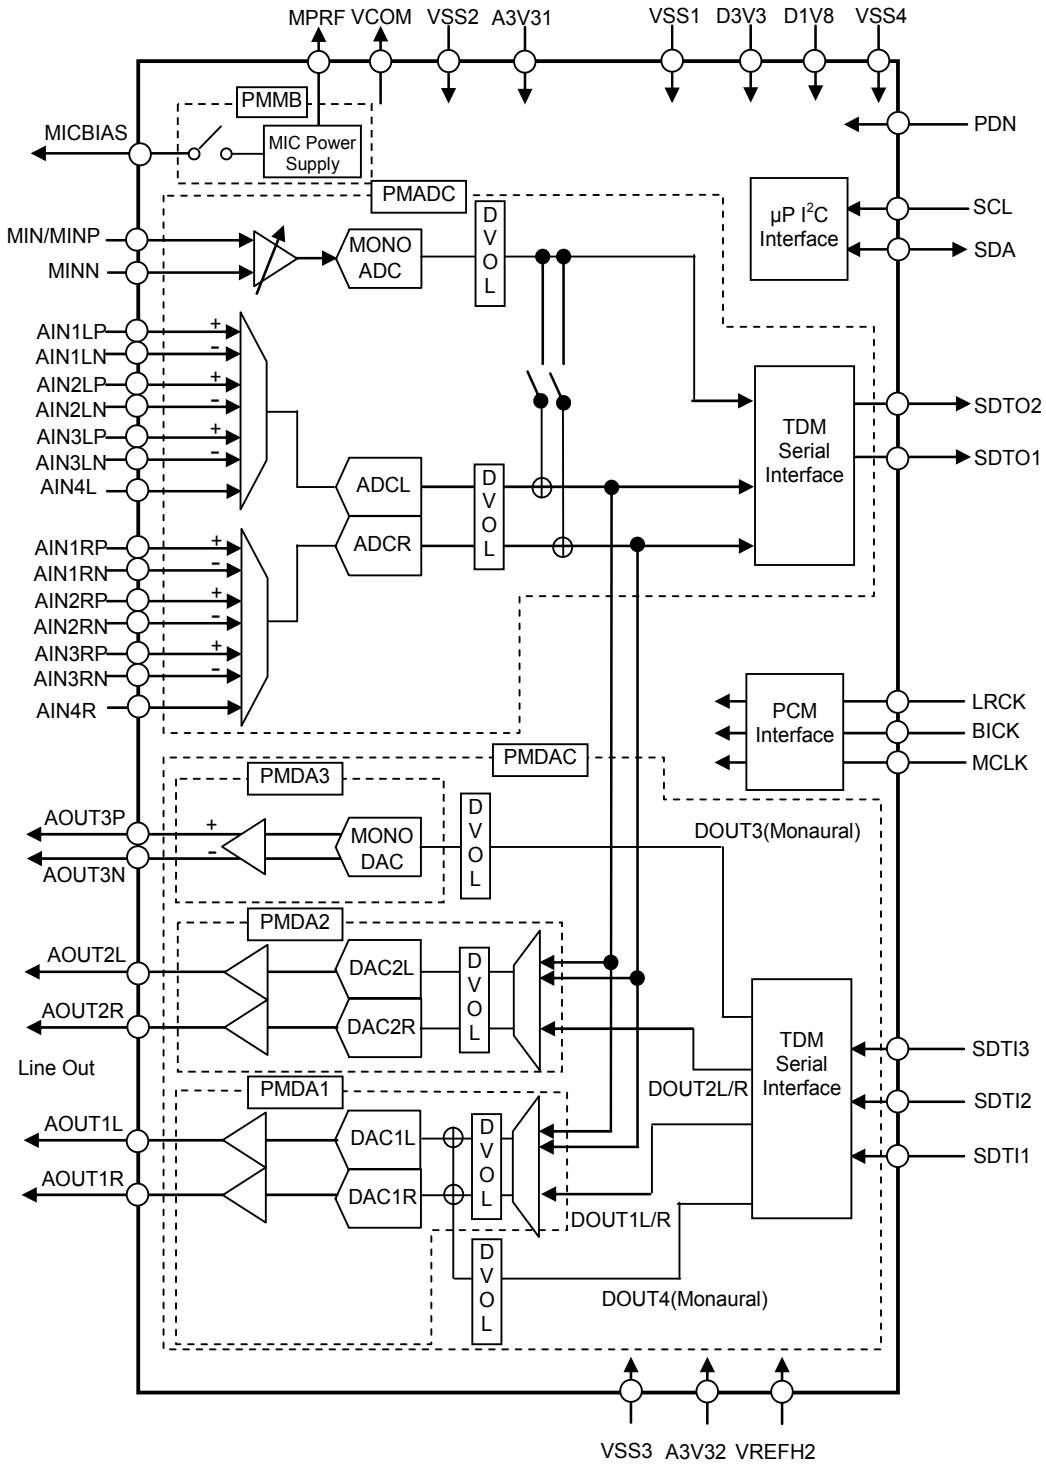 MPRF VCOM VSS2 A3V31 VSS1 D3V3 D1V8 VSS4
PMMB
MICBIAS
MIC Power
Supply
PDN
PMADC
SCL
µP I²C
Interface
SDA
MIN/MINP
MINN
MONO
ADC
D
V
O
L
AIN1LP
+
AIN1LN
-
AIN2LP
+
AIN2LN
-
AIN3LP
+
AIN3LN
-
AIN4L
TDM
Serial
Interface
SDTO2
SDTO1
ADCL
ADCR
D
V
O
L
AIN1RP
+
AIN1RN
-
AIN2RP
+
AIN2RN
-
AIN3RP
+
AIN3RN
-
AIN4R
PCM
Interface
LRCK
BICK
MCLK
PMDAC
PMDA3
AOUT3P
+
-
AOUT3N
MONO
DAC
D
V
O
L
DOUT3(Monaural)
PMDA2
AOUT2L
AOUT2R
DAC2L
DAC2R
D
V
O
L
Line Out
DOUT2L/R
TDM
Serial
Interface
SDTI3
SDTI2
SDTI1
PMDA1
AOUT1L
AOUT1R
DAC1L
DAC1R
D
V
O
L
DOUT1L/R
D
V
O
L
DOUT4(Monaural)
VSS3 A3V32 VREFH2